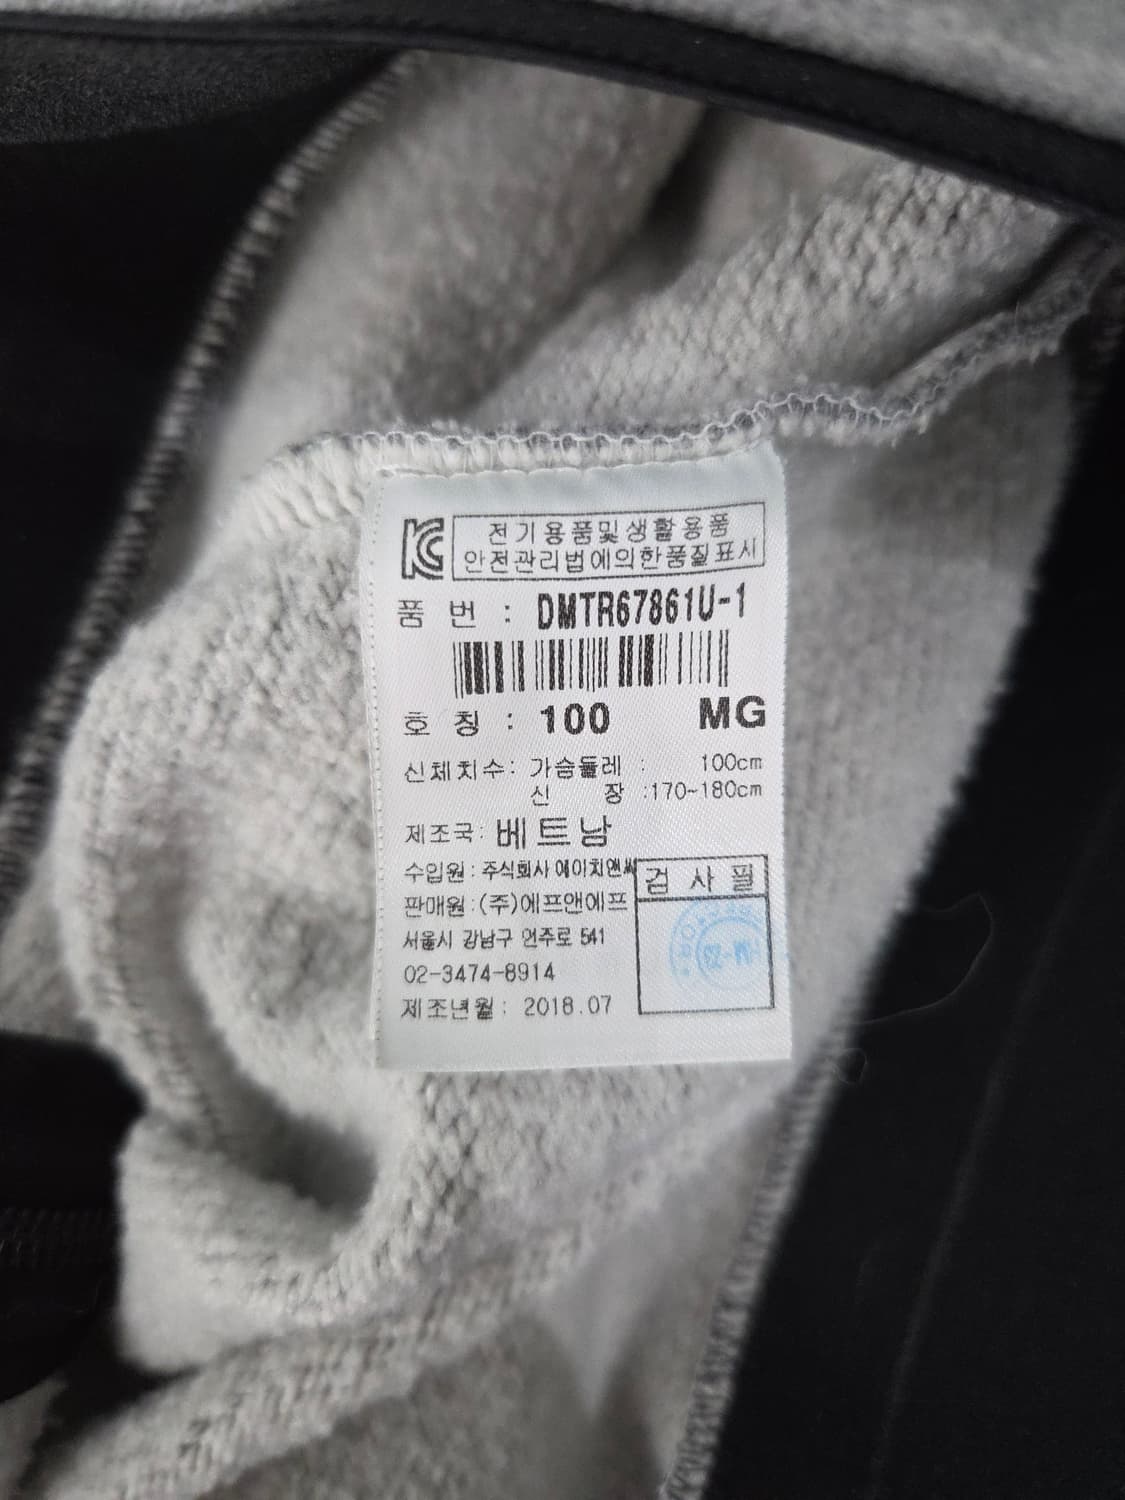 KC 전기용품및생활용품
안전관리법에의한품질표시
품 번 : DMTR67861U-1
호 칭 : 100 MG
신체치수: 가슴둘레 : 100cm
신 장 :170~180cm
제조국: 베트남
수입원: 주식회사 에이치앤씨
판매원:(주)에프앤에프
서울시 강남구 언주로 541
02-3474-8914
제조년월: 2018.07
검 사 필